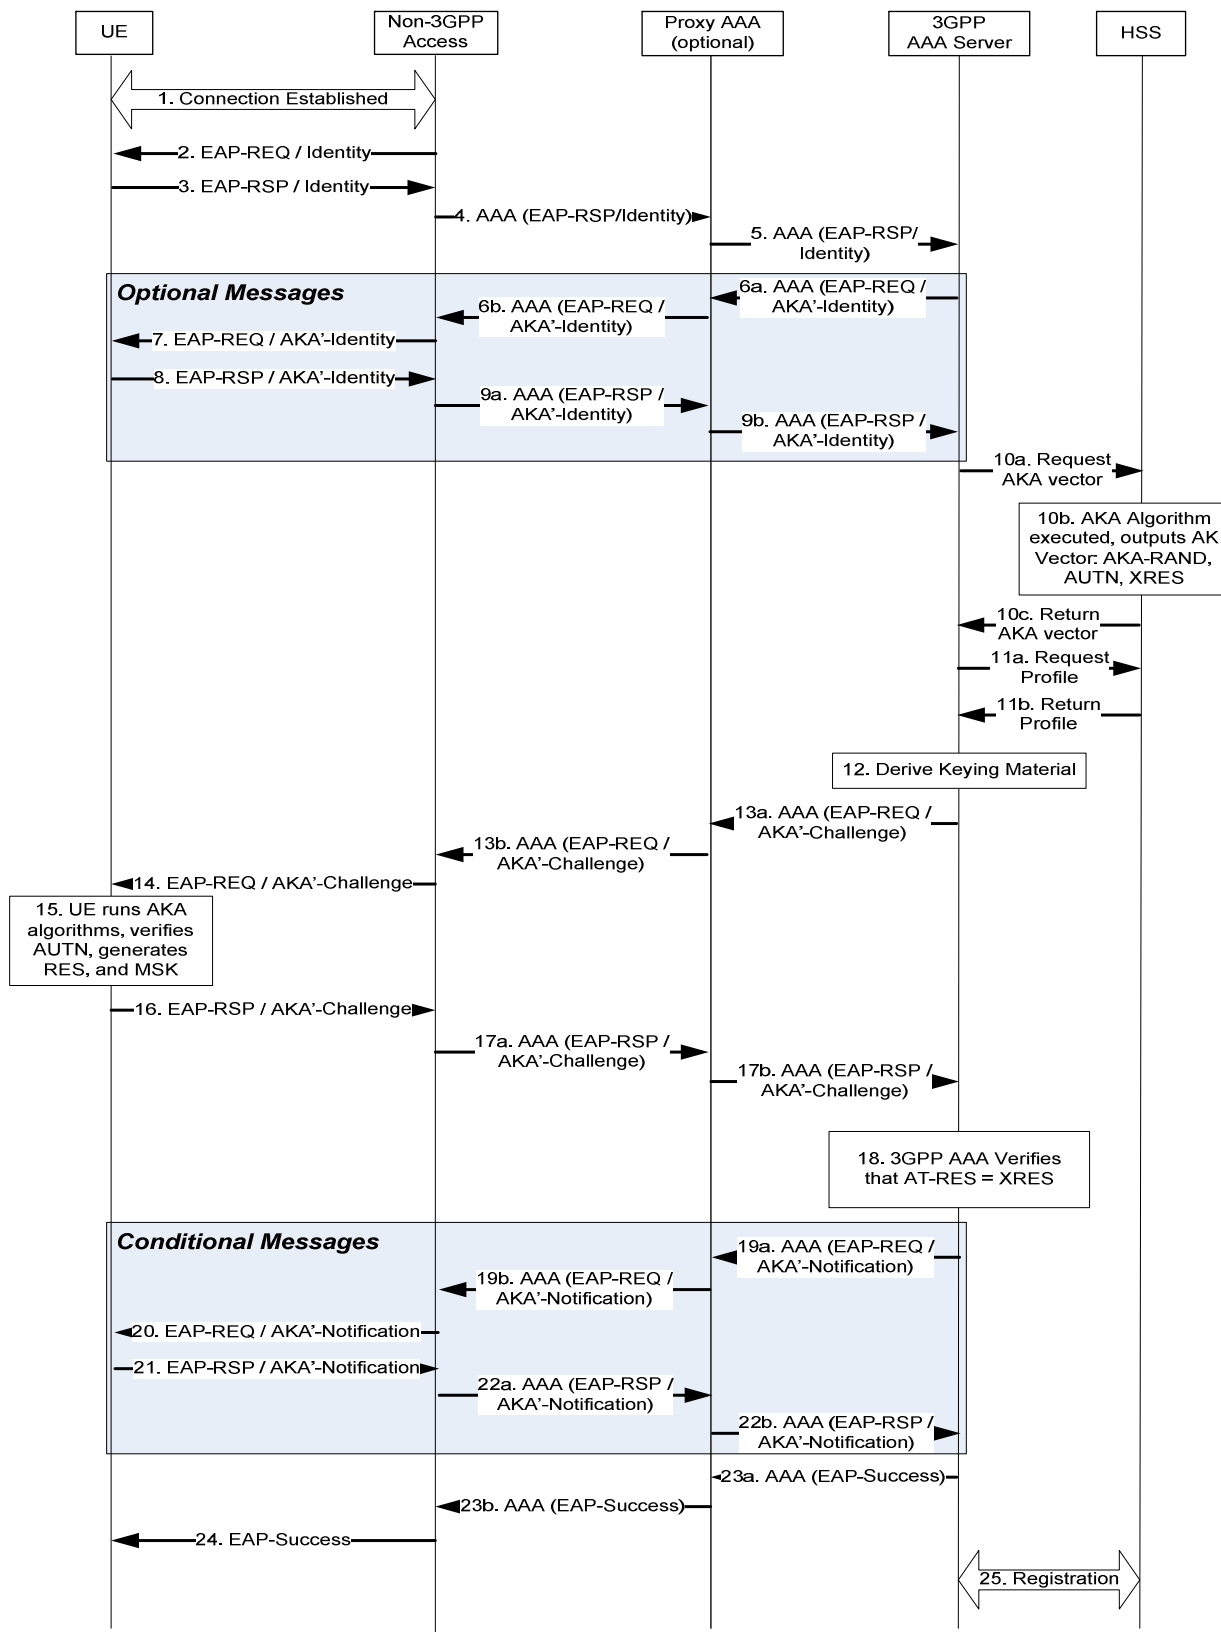 UE
Non-3GPP
Access
Proxy AAA
(optional)
3GPP
AAA Server
HSS
1. Connection Established
2. EAP-REQ / Identity
3. EAP-RSP / Identity
4. AAA (EAP-RSP/Identity)
5. AAA (EAP-RSP/
Identity)
Optional Messages
6a. AAA (EAP-REQ /
AKA'-Identity)
6b. AAA (EAP-REQ /
AKA'-Identity)
7. EAP-REQ / AKA'-Identity
8. EAP-RSP / AKA'-Identity
9a. AAA (EAP-RSP /
AKA'-Identity)
9b. AAA (EAP-RSP /
AKA'-Identity)
10a. Request
AKA vector
10b. AKA Algorithm
executed, outputs AK
Vector: AKA-RAND,
AUTN, XRES
10c. Return
AKA vector
11a. Request
Profile
11b. Return
Profile
12. Derive Keying Material
13a. AAA (EAP-REQ /
AKA'-Challenge)
13b. AAA (EAP-REQ /
AKA'-Challenge)
14. EAP-REQ / AKA'-Challenge
15. UE runs AKA
algorithms, verifies
AUTN, generates
RES, and MSK
16. EAP-RSP / AKA'-Challenge
17a. AAA (EAP-RSP /
AKA'-Challenge)
17b. AAA (EAP-RSP /
AKA'-Challenge)
18. 3GPP AAA Verifies
that AT-RES = XRES
Conditional Messages
19a. AAA (EAP-REQ /
AKA'-Notification)
19b. AAA (EAP-REQ /
AKA'-Notification)
20. EAP-REQ / AKA'-Notification
21. EAP-RSP / AKA'-Notification
22a. AAA (EAP-RSP /
AKA'-Notification)
22b. AAA (EAP-RSP /
AKA'-Notification)
23a. AAA (EAP-Success)
23b. AAA (EAP-Success)
24. EAP-Success
25. Registration